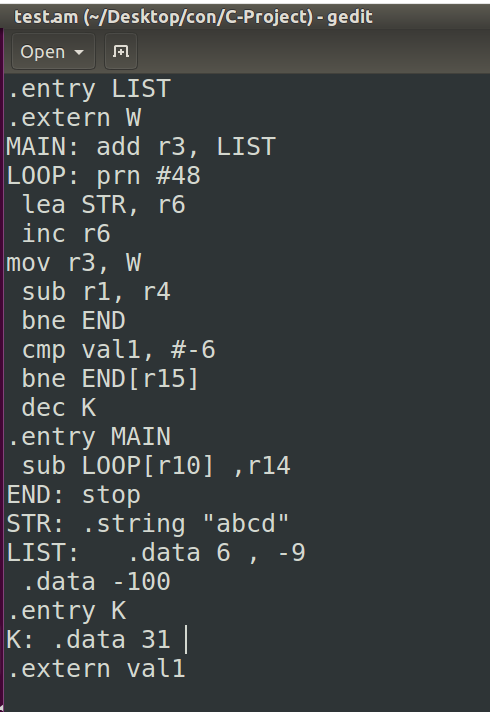 test.am (~/Desktop/con/C-Project) - gedit
Open
.entry LIST
.extern W
MAIN: add r3, LIST
LOOP: prn #48
 lea STR, r6
 inc r6
mov r3, W
 sub r1, r4
 bne END
 cmp val1, #-6
 bne END[r15]
 dec K
.entry MAIN
 sub LOOP[r10] ,r14
END: stop
STR: .string "abcd"
LIST:   .data 6 , -9
 .data -100
.entry K
K: .data 31
.extern val1